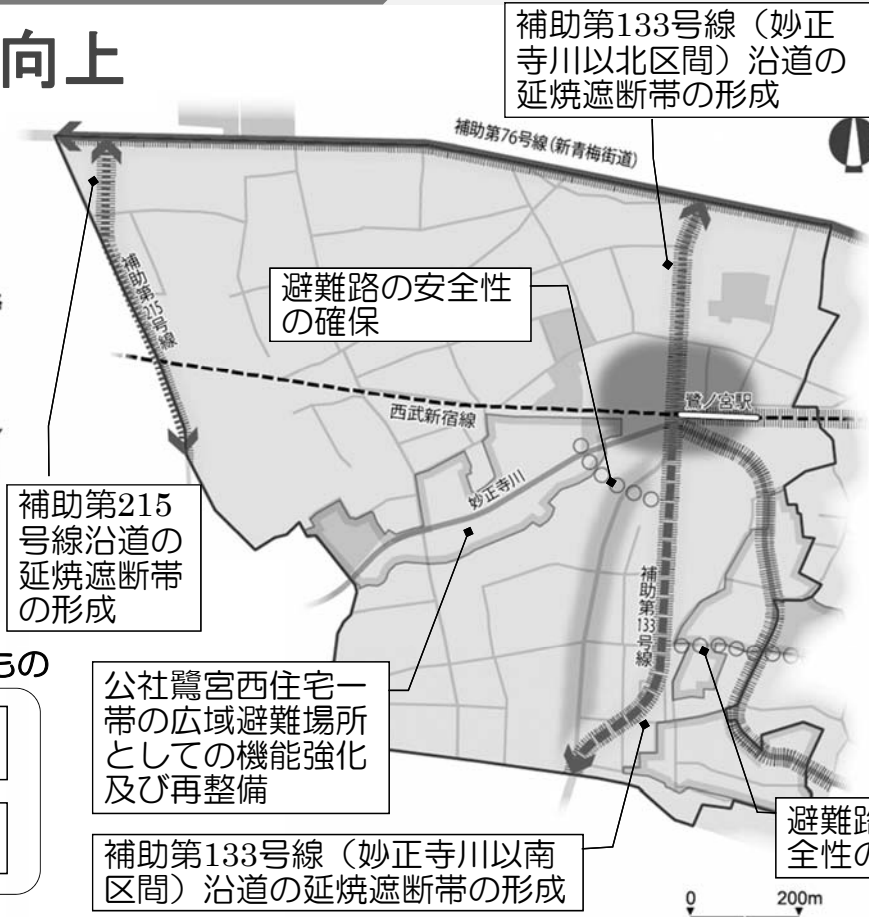 向上
補助第133号線（妙正
寺川以北区間）沿道の
延焼遮断帯の形成
補助第76号線（新青梅街道）
補助第215号線
避難路の安全性
の確保
西武新宿線
鷺ノ宮駅
妙正寺川
補助第215
号線沿道の
延焼遮断帯
の形成
補助第133号線
公社鷺宮西住宅一
帯の広域避難場所
としての機能強化
及び再整備
補助第133号線（妙正寺川以南
区間）沿道の延焼遮断帯の形成
避難路
全性の
0 200m